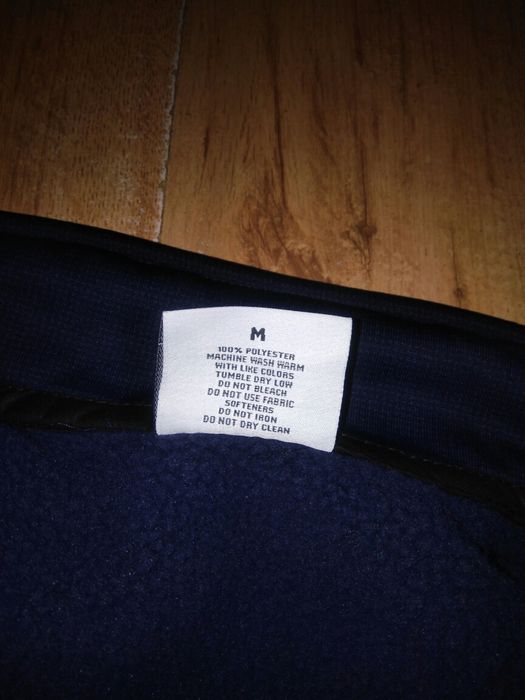 M
100% POLYESTER
MACHINE WASH WARM
WITH LIKE COLORS
TUMBLE DRY LOW
DO NOT BLEACH
DO NOT USE FABRIC
SOFTENERS
DO NOT IRON
DO NOT DRY CLEAN